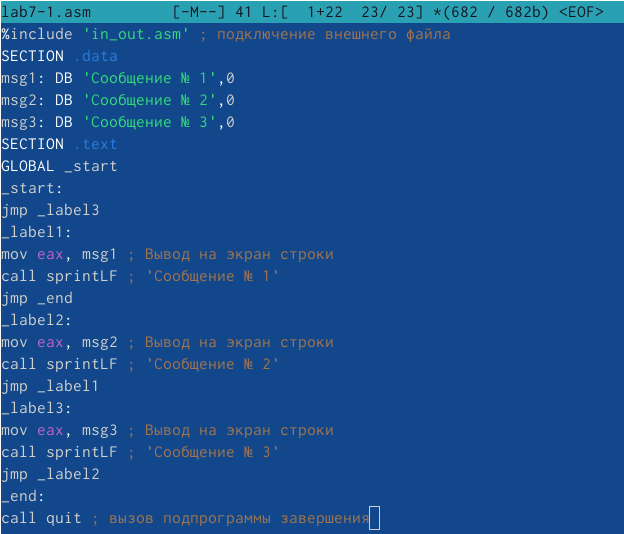 lab7-1.asm [-M--] 41 L:[ 1+22 23/ 23] *(682 / 682b) <EOF>
%include 'in_out.asm' ; подключение внешнего файла
SECTION .data
msg1: DB 'Сообщение № 1',0
msg2: DB 'Сообщение № 2',0
msg3: DB 'Сообщение № 3',0
SECTION .text
GLOBAL _start
_start:
jmp _label3
_label1:
mov eax, msg1 ; Вывод на экран строки
call sprintLF ; 'Сообщение № 1'
jmp _end
_label2:
mov eax, msg2 ; Вывод на экран строки
call sprintLF ; 'Сообщение № 2'
jmp _label1
_label3:
mov eax, msg3 ; Вывод на экран строки
call sprintLF ; 'Сообщение № 3'
jmp _label2
_end:
call quit ; вызов подпрограммы завершения